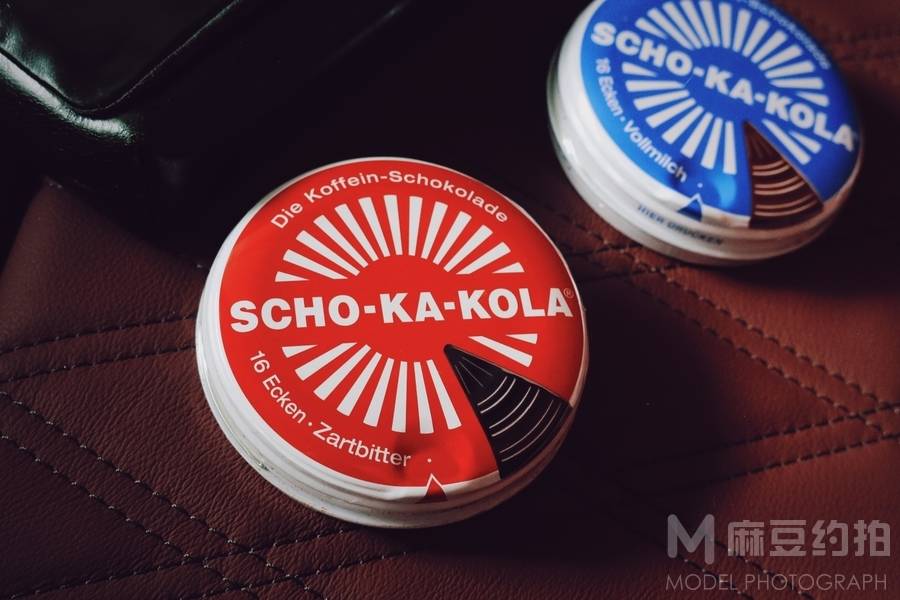 Die Koffein-Schokolade
SCHO-KA-KOLA®
16 Ecken · Zartbitter
SCHO-KA-KOLA
16 Ecken · Vollmilch
HIER DRÜCKEN
M 麻豆约拍
MODEL PHOTOGRAPH